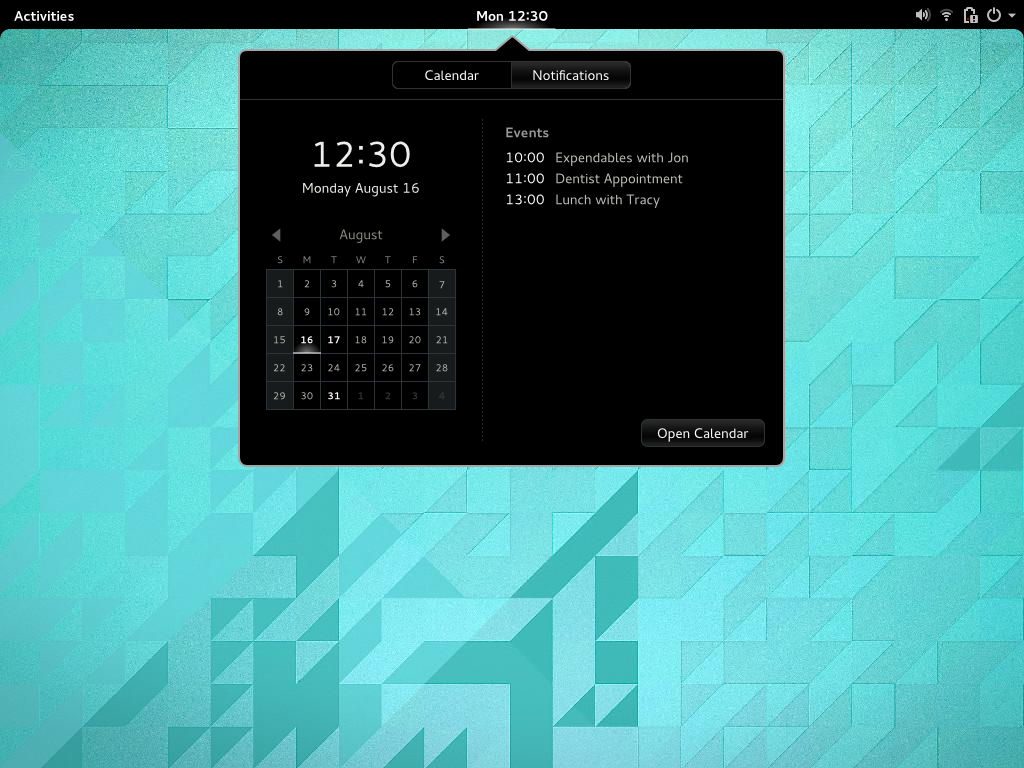 Activities
Mon 12:30
Calendar
Notifications
12:30
Monday August 16
August
S M T W T F S
1 2 3 4 5 6 7
8 9 10 11 12 13 14
15 16 17 18 19 20 21
22 23 24 25 26 27 28
29 30 31 1 2 3 4
Events
10:00 Expendables with Jon
11:00 Dentist Appointment
13:00 Lunch with Tracy
Open Calendar